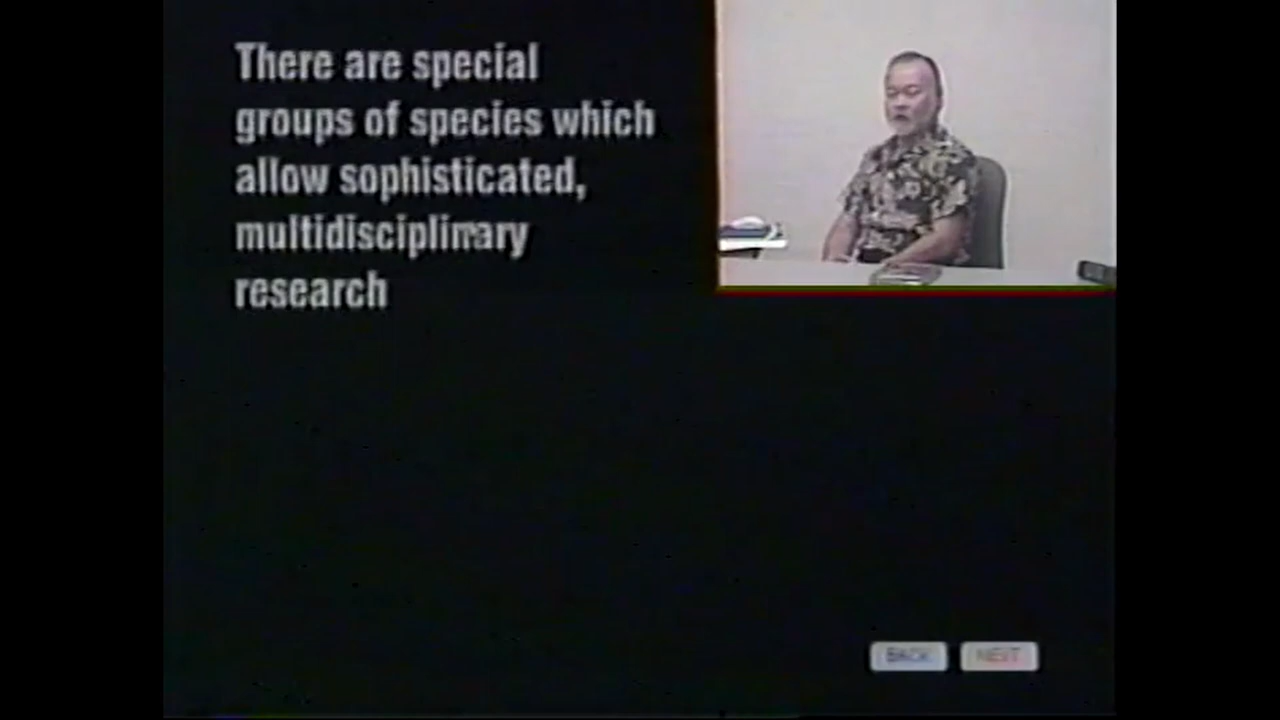 There are special
groups of species which
allow sophisticated,
multidisciplinary
research
BACK
NEXT